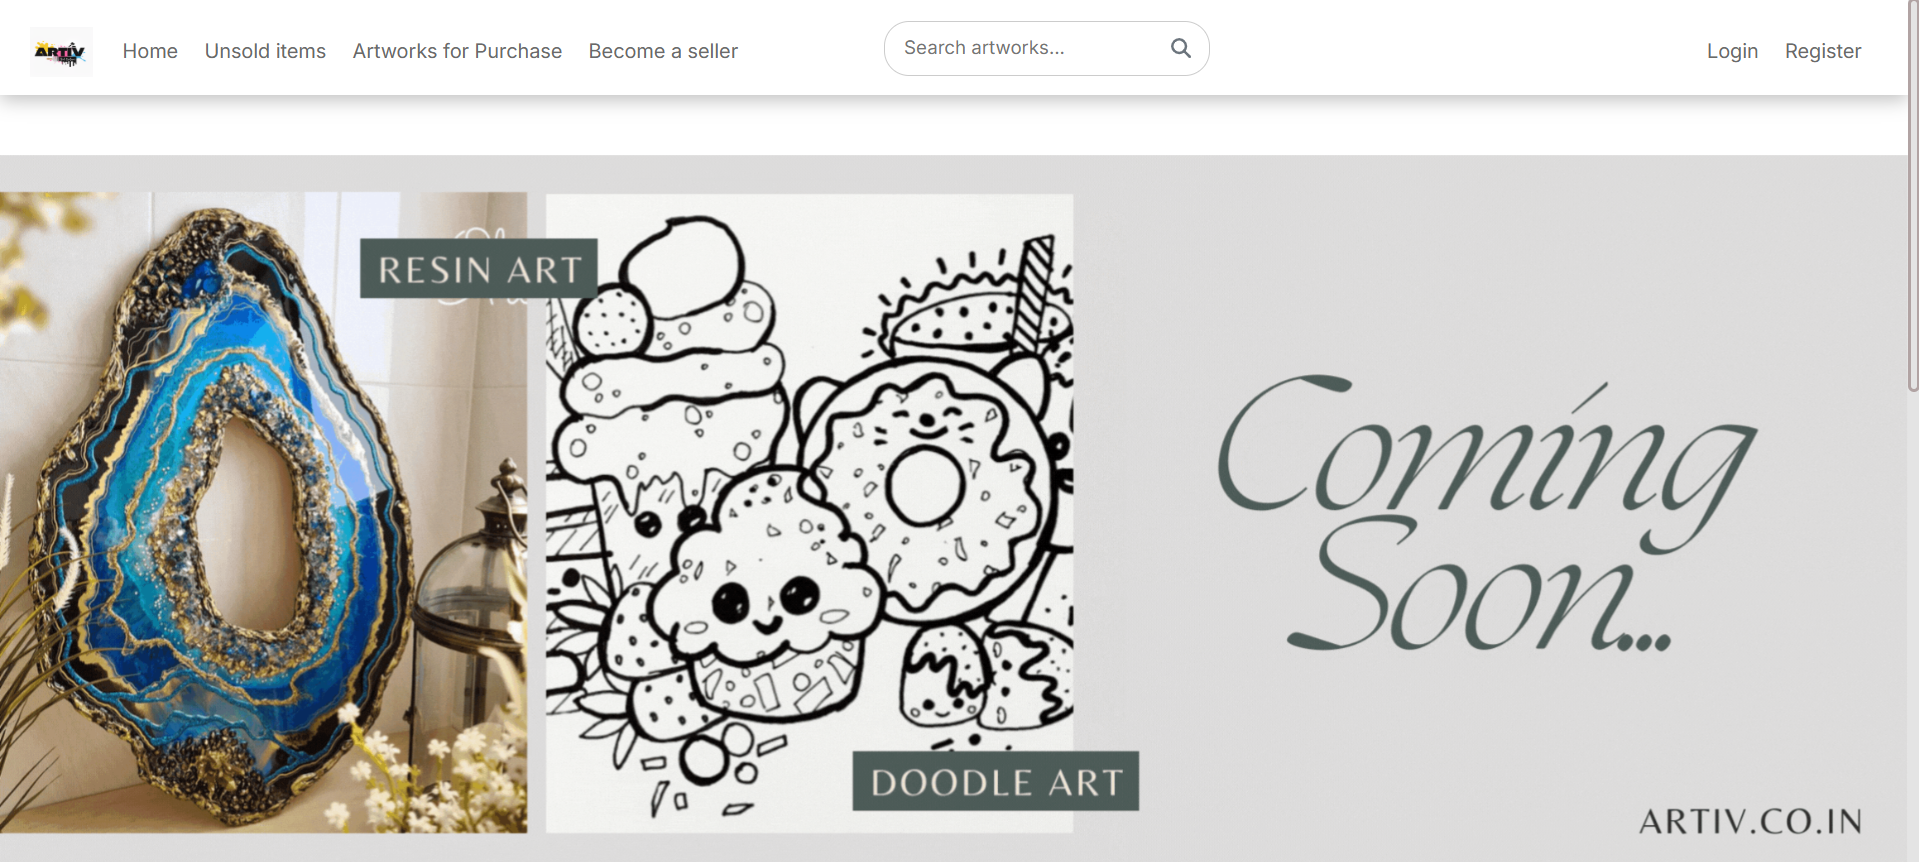 ARTIV
Home
Unsold items
Artworks for Purchase
Become a seller
Search artworks...
Login
Register
RESIN ART
DOODLE ART
Coming
Soon...
ARTIV.CO.IN